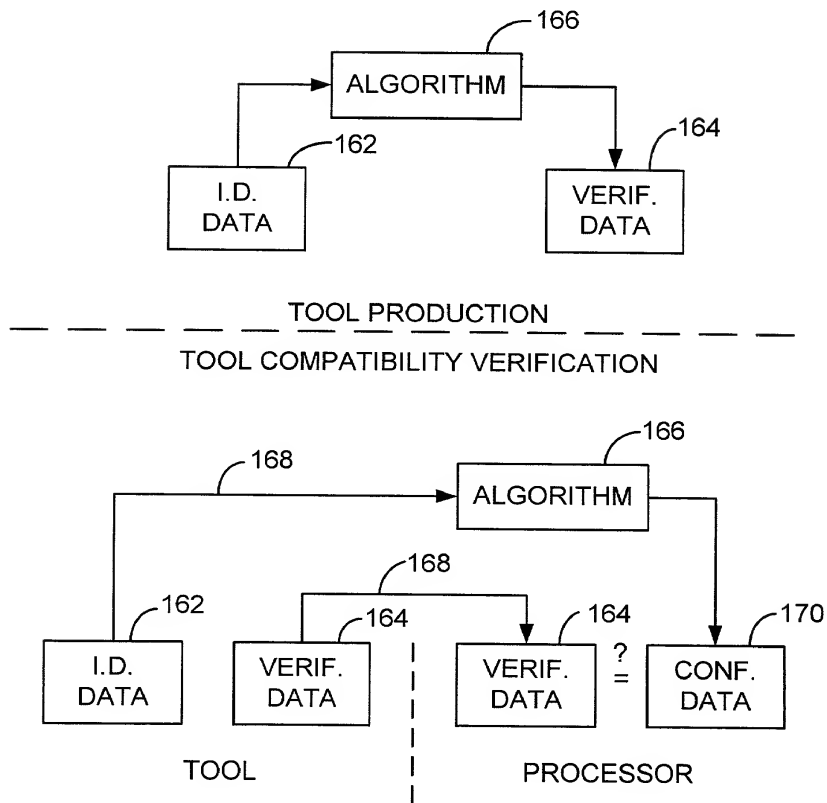 166
ALGORITHM
162
164
I.D.
DATA
VERIF.
DATA
TOOL PRODUCTION
TOOL COMPATIBILITY VERIFICATION
166
168
ALGORITHM
168
162
164
164
170
I.D.
DATA
VERIF.
DATA
VERIF.
DATA
?
=
CONF.
DATA
TOOL
PROCESSOR